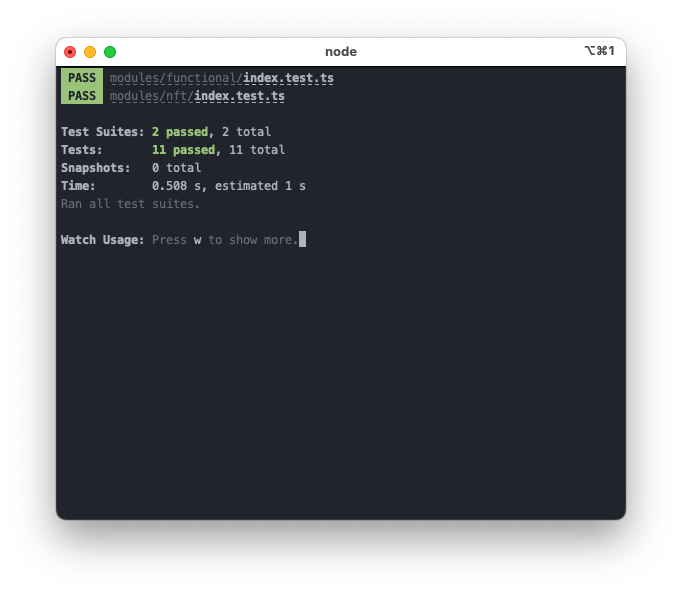 node
⌥⌘1
PASS modules/functional/index.test.ts
PASS modules/nft/index.test.ts
Test Suites: 2 passed, 2 total
Tests: 11 passed, 11 total
Snapshots: 0 total
Time: 0.508 s, estimated 1 s
Ran all test suites.
Watch Usage: Press w to show more.